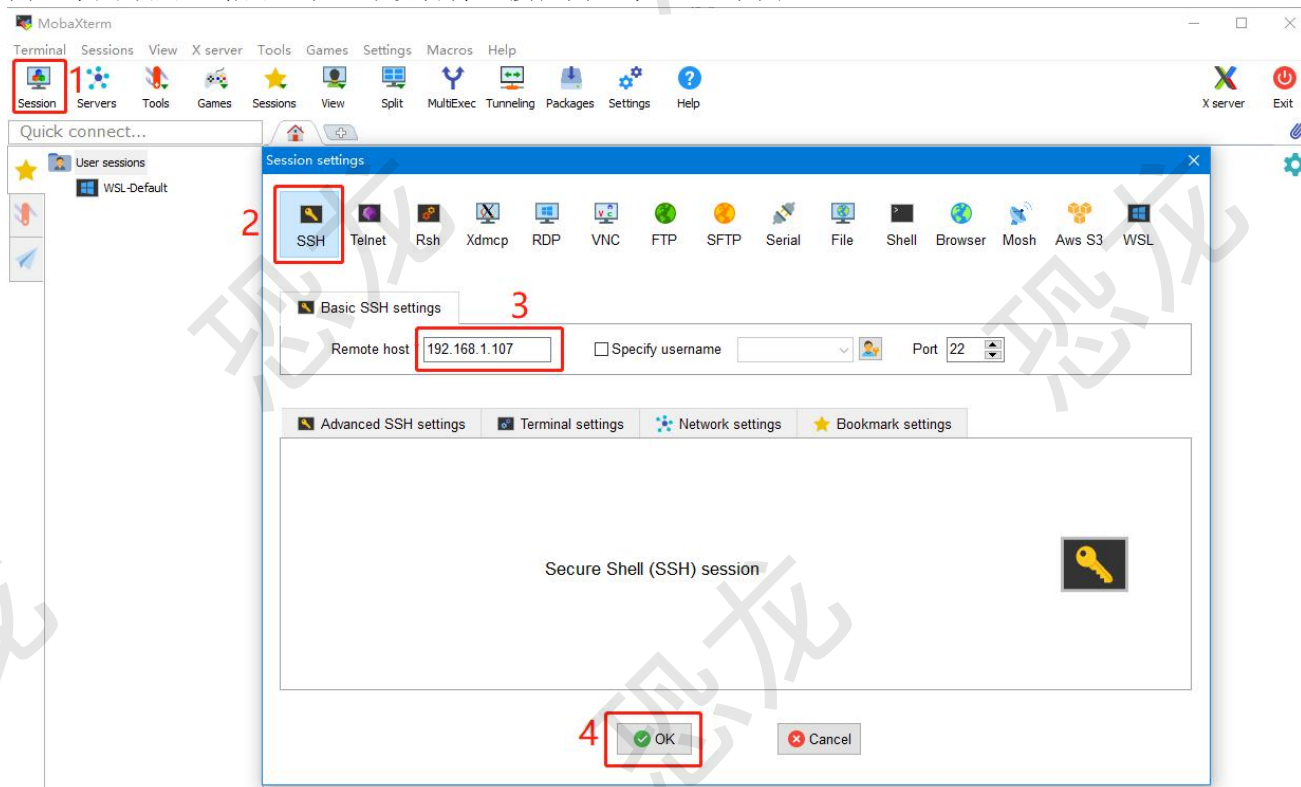 MobaXterm
Terminal Sessions View X server Tools Games Settings Macros Help
1
Session Servers Tools Games Sessions View Split MultiExec Tunneling Packages Settings Help X server Exit
Quick connect...
User sessions
WSL-Default
Session settings
2
SSH Telnet Rsh Xdmcp RDP VNC FTP SFTP Serial File Shell Browser Mosh Aws S3 WSL
Basic SSH settings
3
Remote host * 192.168.1.107 Specify username Port 22
Advanced SSH settings Terminal settings Network settings Bookmark settings
Secure Shell (SSH) session
4
OK Cancel
恐龙
恐龙
恐龙